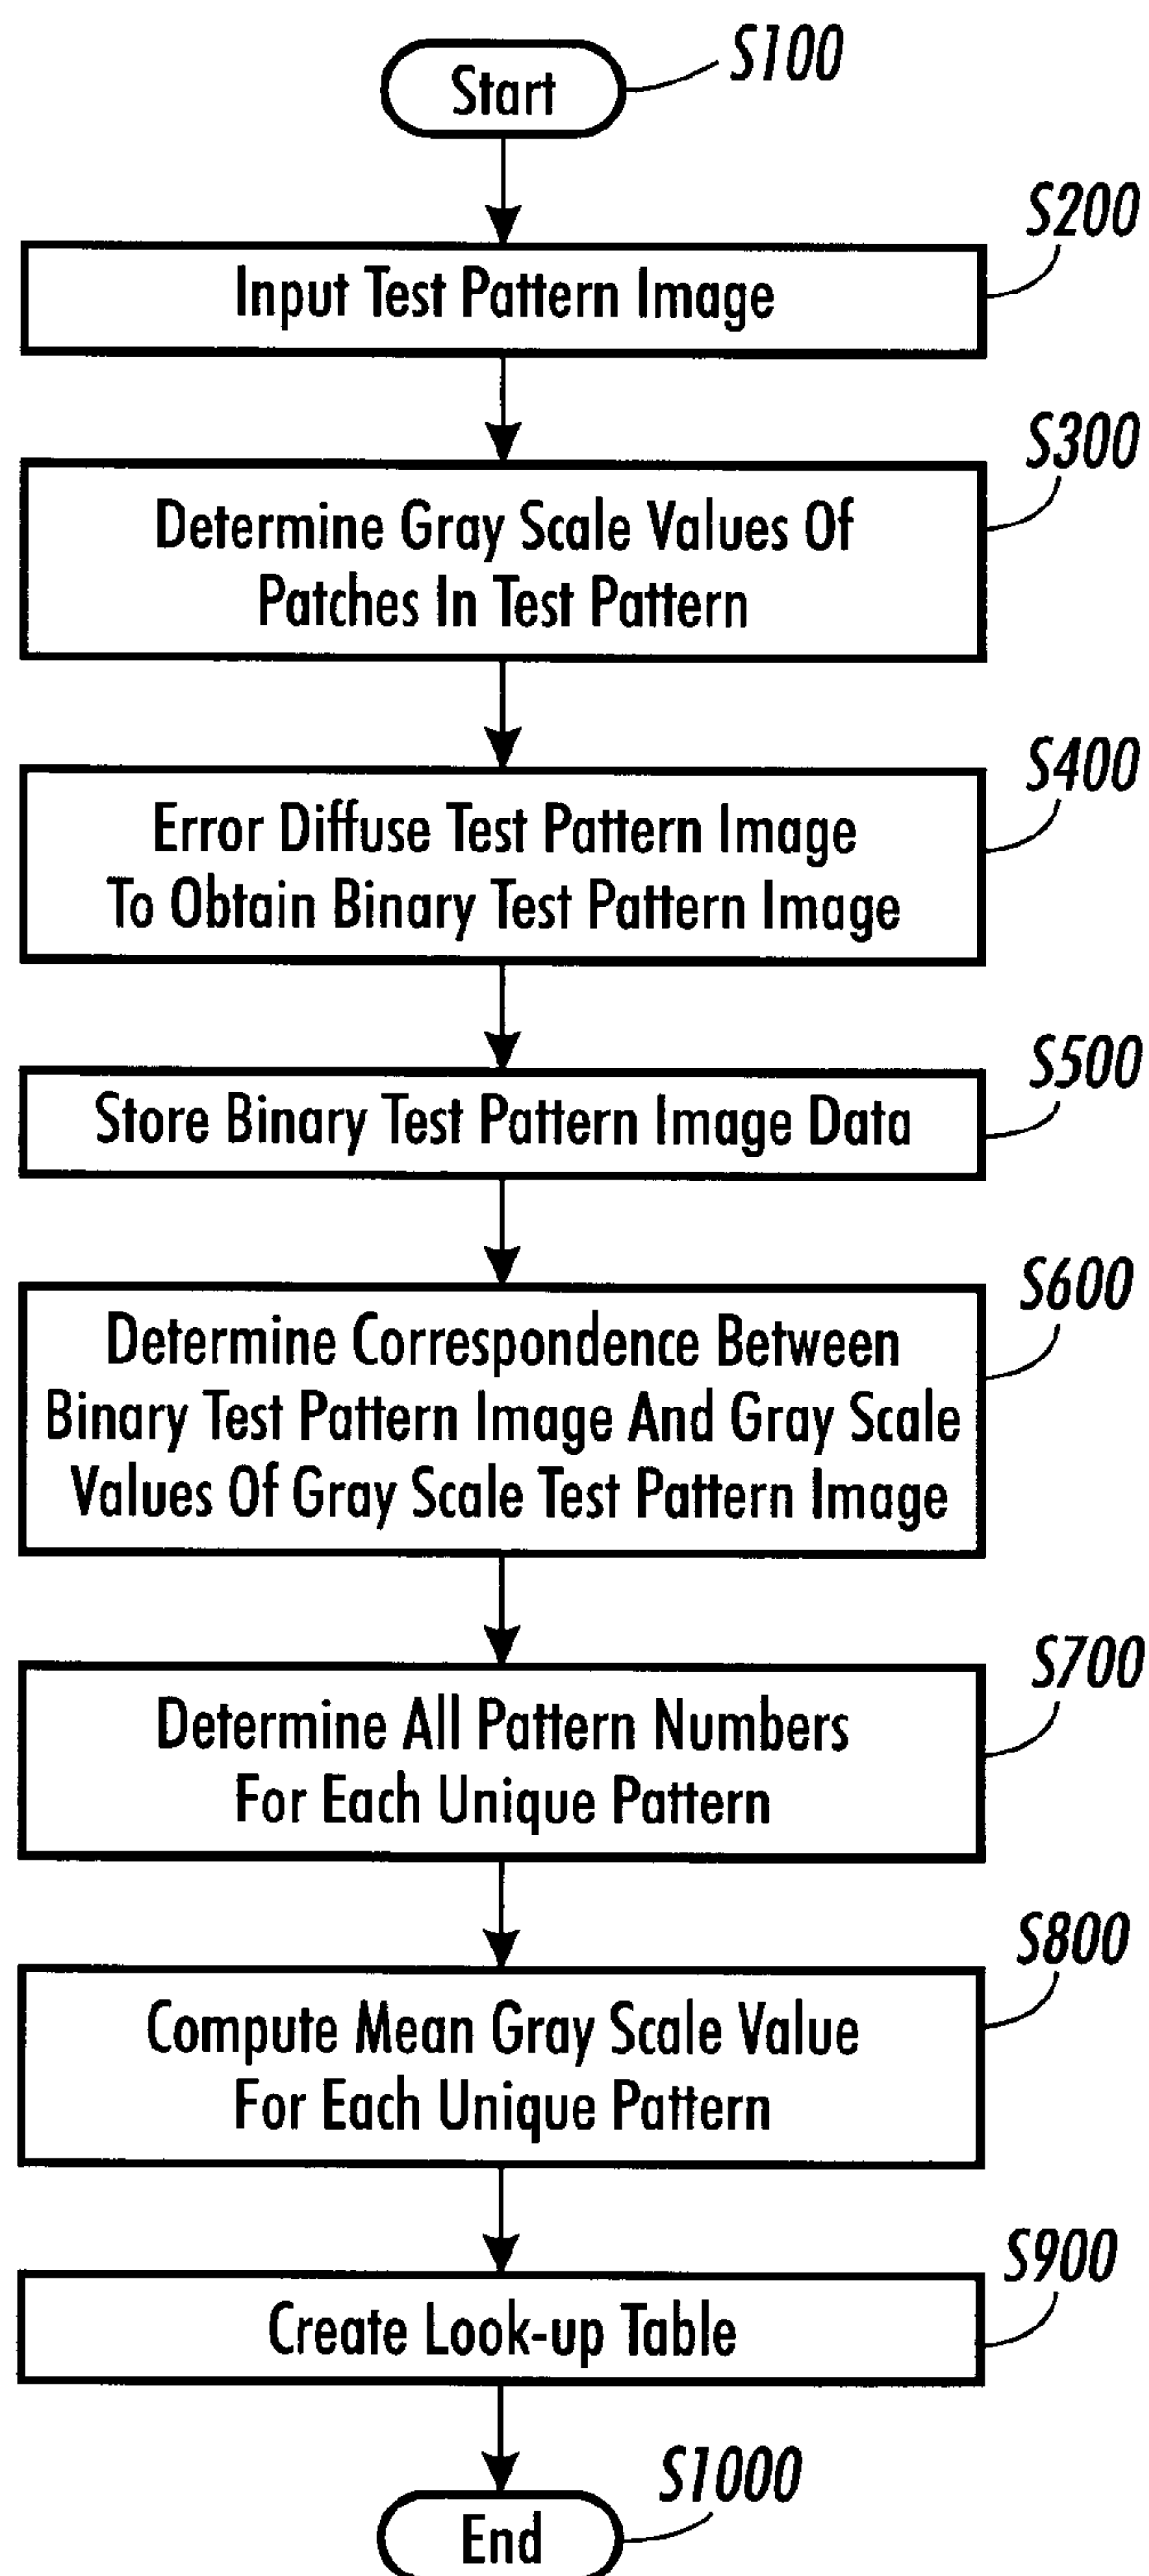 Start
S100
S200
Input Test Pattern Image
S300
Determine Gray Scale Values Of
Patches In Test Pattern
S400
Error Diffuse Test Pattern Image
To Obtain Binary Test Pattern Image
S500
Store Binary Test Pattern Image Data
S600
Determine Correspondence Between
Binary Test Pattern Image And Gray Scale
Values Of Gray Scale Test Pattern Image
S700
Determine All Pattern Numbers
For Each Unique Pattern
S800
Compute Mean Gray Scale Value
For Each Unique Pattern
S900
Create Look-up Table
S1000
End